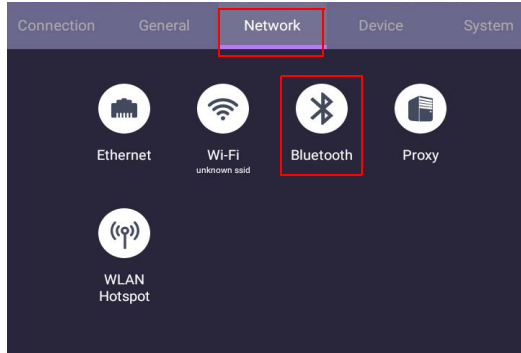 Connection General Network Device System
Ethernet Wi-Fi Bluetooth Proxy
unknown ssid
WLAN
Hotspot